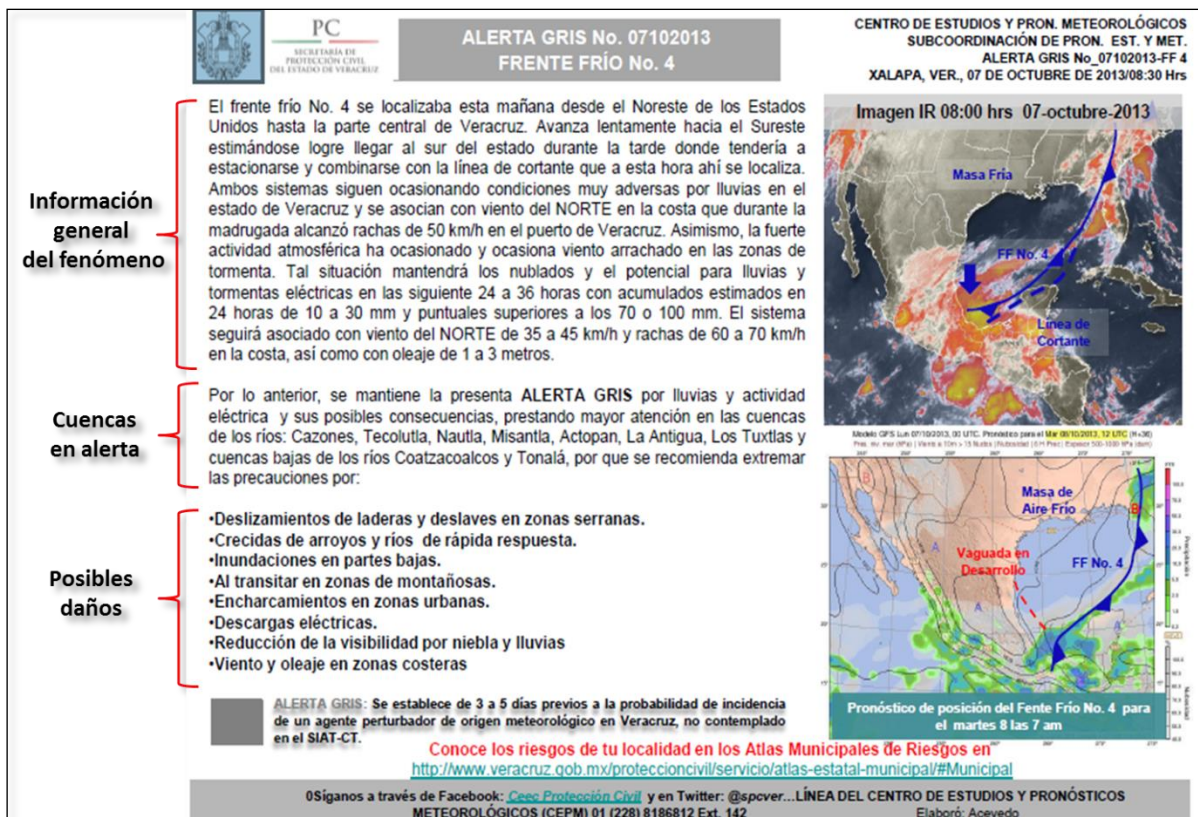 PC
SECRETARÍA DE
PROTECCIÓN CIVIL
DEL ESTADO DE VERACRUZ
ALERTA GRIS No. 07102013
FRENTE FRÍO No. 4
CENTRO DE ESTUDIOS Y PRON. METEOROLÓGICOS
SUBCOORDINACIÓN DE PRON. EST. Y MET.
ALERTA GRIS No_07102013-FF 4
XALAPA, VER., 07 DE OCTUBRE DE 2013/08:30 Hrs
Información
general
del fenómeno
El frente frío No. 4 se localizaba esta mañana desde el Noreste de los Estados
Unidos hasta la parte central de Veracruz. Avanza lentamente hacia el Sureste
estimándose logre llegar al sur del estado durante la tarde donde tendería a
estacionarse y combinarse con la línea de cortante que a esta hora ahí se localiza.
Ambos sistemas siguen ocasionando condiciones muy adversas por lluvias en el
estado de Veracruz y se asocian con viento del NORTE en la costa que durante la
madrugada alcanzó rachas de 50 km/h en el puerto de Veracruz. Asimismo, la fuerte
actividad atmosférica ha ocasionado y ocasiona viento arrachado en las zonas de
tormenta. Tal situación mantendrá los nublados y el potencial para lluvias y
tormentas eléctricas en las siguiente 24 a 36 horas con acumulados estimados en
24 horas de 10 a 30 mm y puntuales superiores a los 70 o 100 mm. El sistema
seguirá asociado con viento del NORTE de 35 a 45 km/h y rachas de 60 a 70 km/h
en la costa, así como con oleaje de 1 a 3 metros.
Cuencas
en alerta
Por lo anterior, se mantiene la presenta ALERTA GRIS por lluvias y actividad
eléctrica y sus posibles consecuencias, prestando mayor atención en las cuencas
de los ríos: Cazones, Tecolutla, Nautla, Misantla, Actopan, La Antigua, Los Tuxtlas y
cuencas bajas de los ríos Coatzacoalcos y Tonalá, por que se recomienda extremar
las precauciones por:
Posibles
daños
•Deslizamientos de laderas y deslaves en zonas serranas.
•Crecidas de arroyos y ríos de rápida respuesta.
•Inundaciones en partes bajas.
•Al transitar en zonas de montañosas.
•Encharcamientos en zonas urbanas.
•Descargas eléctricas.
•Reducción de la visibilidad por niebla y lluvias
•Viento y oleaje en zonas costeras
Imagen IR 08:00 hrs 07-octubre-2013
Masa Fría
FF No. 4
Línea de
Cortante
Modelo GFS Lun 07/10/2013, 00 UTC. Pronóstico para el Mar 08/10/2013, 12 UTC (H+36)
B
Masa de
Aire Frío
B
Vaguada en
Desarrollo
FF No. 4
A
A
A
Pronóstico de posición del Fente Frío No. 4 para
el martes 8 las 7 am
ALERTA GRIS: Se establece de 3 a 5 días previos a la probabilidad de incidencia
de un agente perturbador de origen meteorológico en Veracruz, no contemplado
en el SIAT-CT.
Conoce los riesgos de tu localidad en los Atlas Municipales de Riesgos en
http://www.veracruz.gob.mx/proteccioncivil/servicio/atlas-estatal-municipal/#Municipal
0Síganos a través de Facebook: Ceec Protección Civil y en Twitter: @spcver...LÍNEA DEL CENTRO DE ESTUDIOS Y PRONÓSTICOS
METEOROLÓGICOS (CEPM) 01 (228) 8186812 Ext. 142
Elaboró: Acevedo